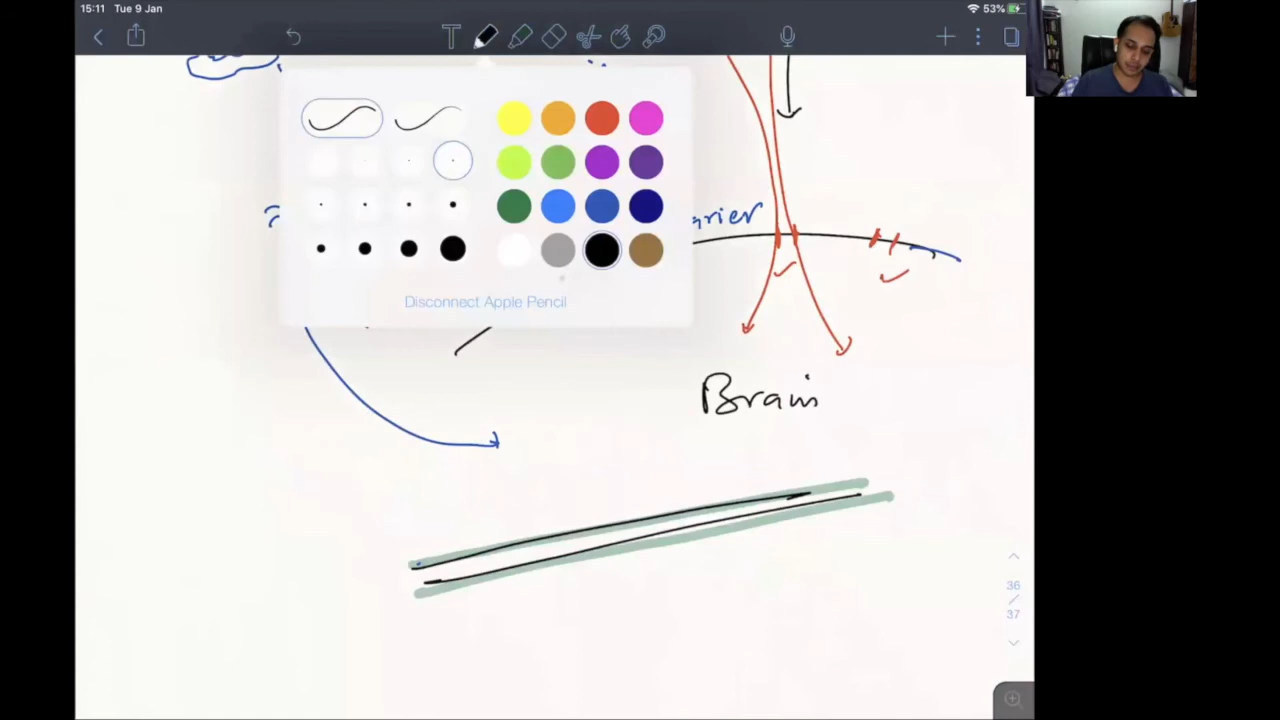 15:11 Tue 9 Jan
53%
T
rrier
Disconnect Apple Pencil
Brain
36
/
37